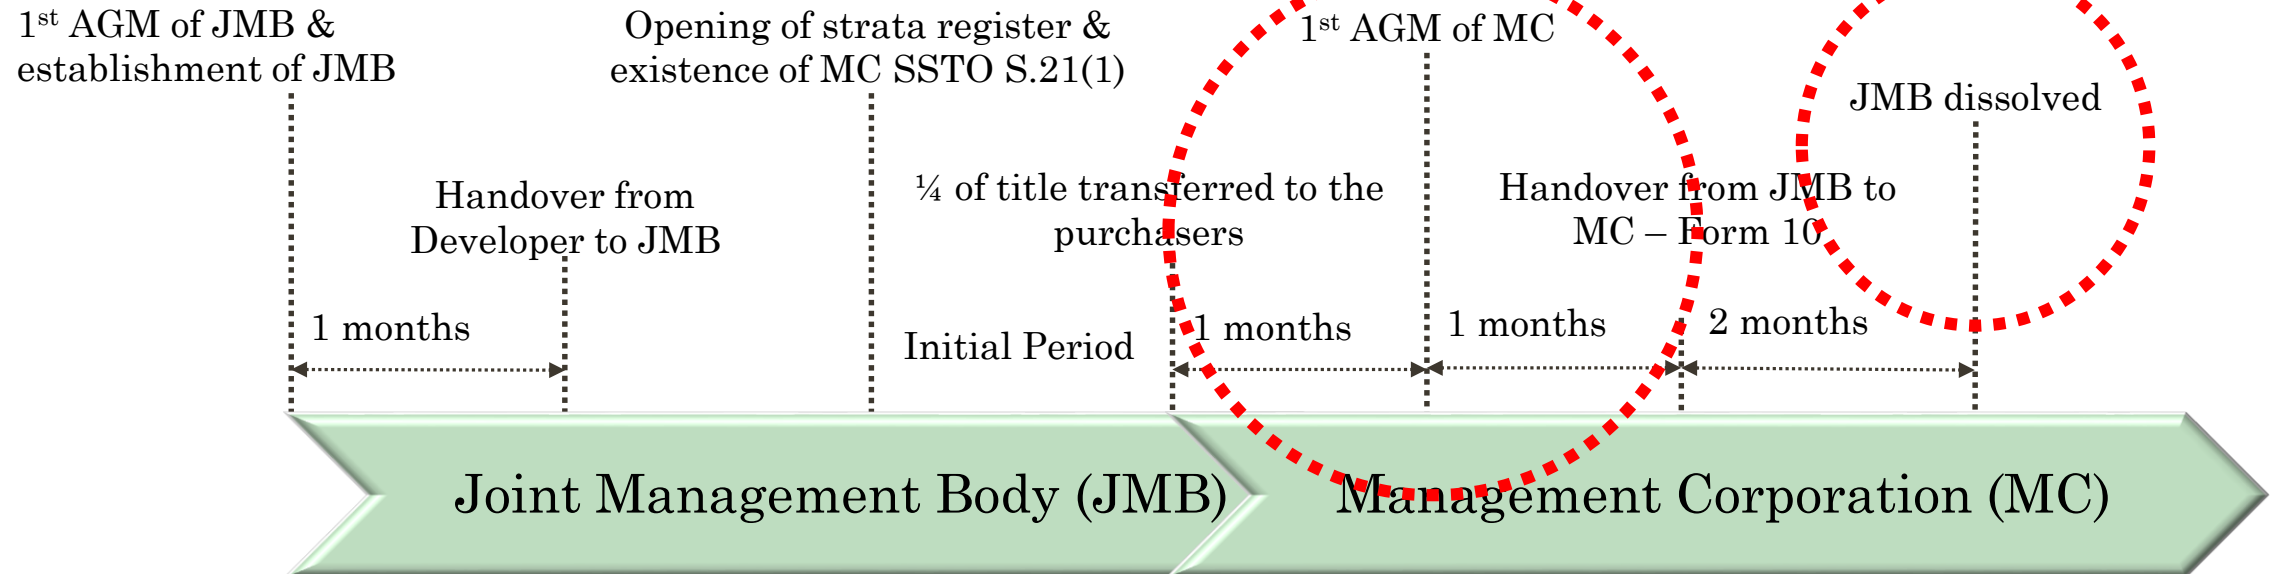 1st AGM of JMB &
establishment of JMB
Opening of strata register &
existence of MC SSTO S.21(1)
1st AGM of MC
JMB dissolved
Handover from
Developer to JMB
¼ of title transferred to the
purchasers
Handover from JMB to
MC – Form 10
1 months
Initial Period
1 months
1 months
2 months
Joint Management Body (JMB)
Management Corporation (MC)